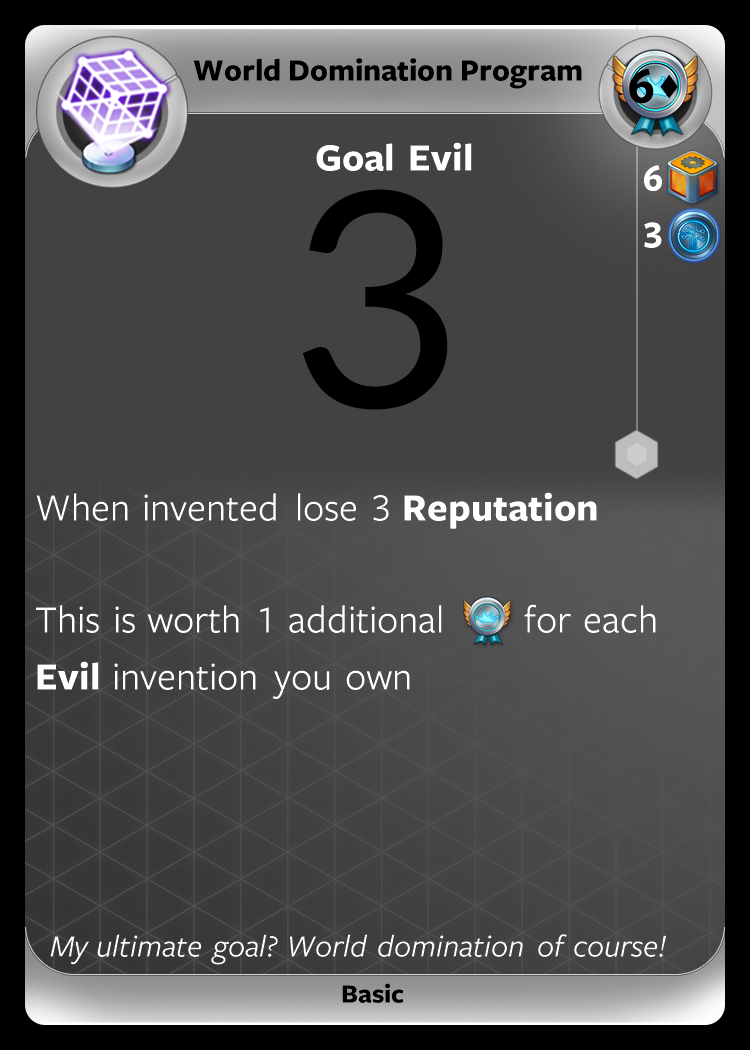 World Domination Program
6♦
Goal Evil
6
3
3
When invented lose 3 Reputation
This is worth 1 additional for each
Evil invention you own
My ultimate goal? World domination of course!
Basic